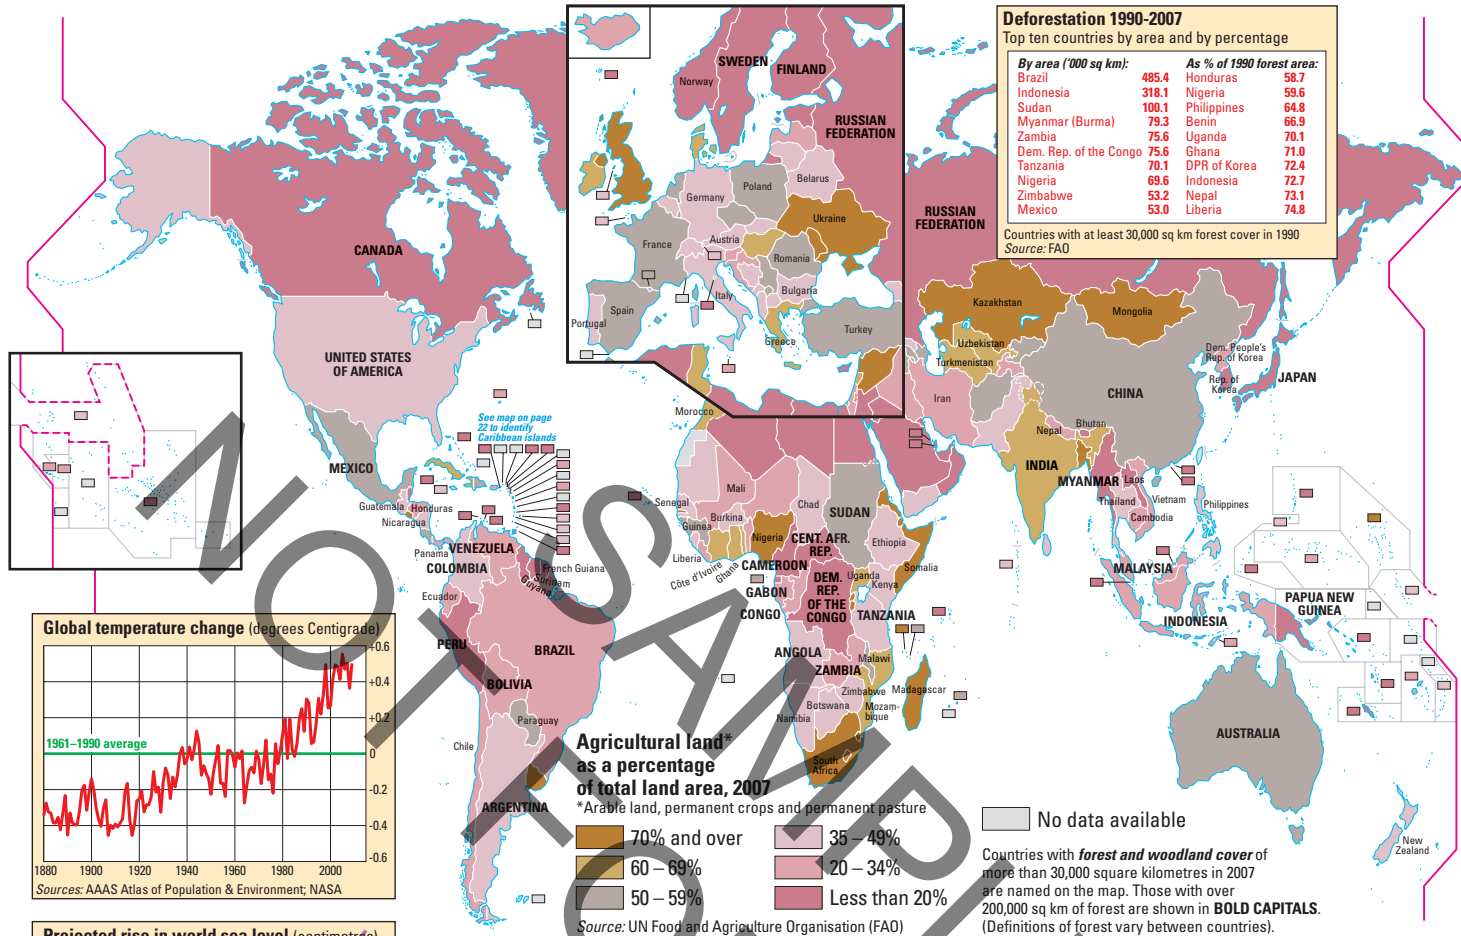 Deforestation 1990-2007
Top ten countries by area and by percentage
By area ('000 sq km): As % of 1990 forest area:
Brazil 485.4 Honduras 58.7
Indonesia 318.1 Nigeria 59.6
Sudan 100.1 Philippines 64.8
Myanmar (Burma) 79.3 Benin 66.9
Zambia 75.6 Uganda 70.1
Dem. Rep. of the Congo 75.6 Ghana 71.0
Tanzania 70.1 DPR of Korea 72.4
Nigeria 69.6 Indonesia 72.7
Zimbabwe 53.2 Nepal 73.1
Mexico 53.0 Liberia 74.8
Countries with at least 30,000 sq km forest cover in 1990
Source: FAO
SWEDEN
FINLAND
Norway
RUSSIAN
FEDERATION
Belarus
Poland
Germany
Ukraine
France
Austria
Romania
Bulgaria
Italy
Spain
Portugal
Greece
Turkey
CANADA
UNITED STATES
OF AMERICA
MEXICO
See map on page
22 to identify
Caribbean islands
Guatemala
Honduras
Nicaragua
Panama
VENEZUELA
COLOMBIA
French Guiana
Surinam
Guyana
Ecuador
PERU
BRAZIL
BOLIVIA
Paraguay
Chile
ARGENTINA
RUSSIAN
FEDERATION
Kazakhstan
Mongolia
Uzbekistan
Turkmenistan
Dem. People's
Rep. of Korea
Rep. of
Korea
JAPAN
CHINA
Iran
Nepal
Bhutan
INDIA
MYANMAR
Laos
Thailand
Vietnam
Cambodia
Philippines
MALAYSIA
INDONESIA
PAPUA NEW
GUINEA
AUSTRALIA
New
Zealand
Morocco
Mali
Senegal
Burkina
Guinea
Liberia
Côte d'Ivoire
Ghana
Nigeria
Chad
SUDAN
CENT. AFR.
REP.
Ethiopia
Somalia
CAMEROON
GABON
CONGO
DEM.
REP.
OF THE
CONGO
Uganda
Kenya
TANZANIA
ANGOLA
ZAMBIA
Malawi
Zimbabwe
Mozam-
bique
Madagascar
Botswana
Namibia
South
Africa
Global temperature change (degrees Centigrade)
+0.6
+0.4
+0.2
1961–1990 average
0
-0.2
-0.4
-0.6
1880 1900 1920 1940 1960 1980 2000
Sources: AAAS Atlas of Population & Environment; NASA
Projected rise in world sea level (centimetres)
Agricultural land*
as a percentage
of total land area, 2007
*Arable land, permanent crops and permanent pasture
70% and over
60 – 69%
50 – 59%
35 – 49%
20 – 34%
Less than 20%
Source: UN Food and Agriculture Organisation (FAO)
No data available
Countries with forest and woodland cover of
more than 30,000 square kilometres in 2007
are named on the map. Those with over
200,000 sq km of forest are shown in BOLD CAPITALS.
(Definitions of forest vary between countries).